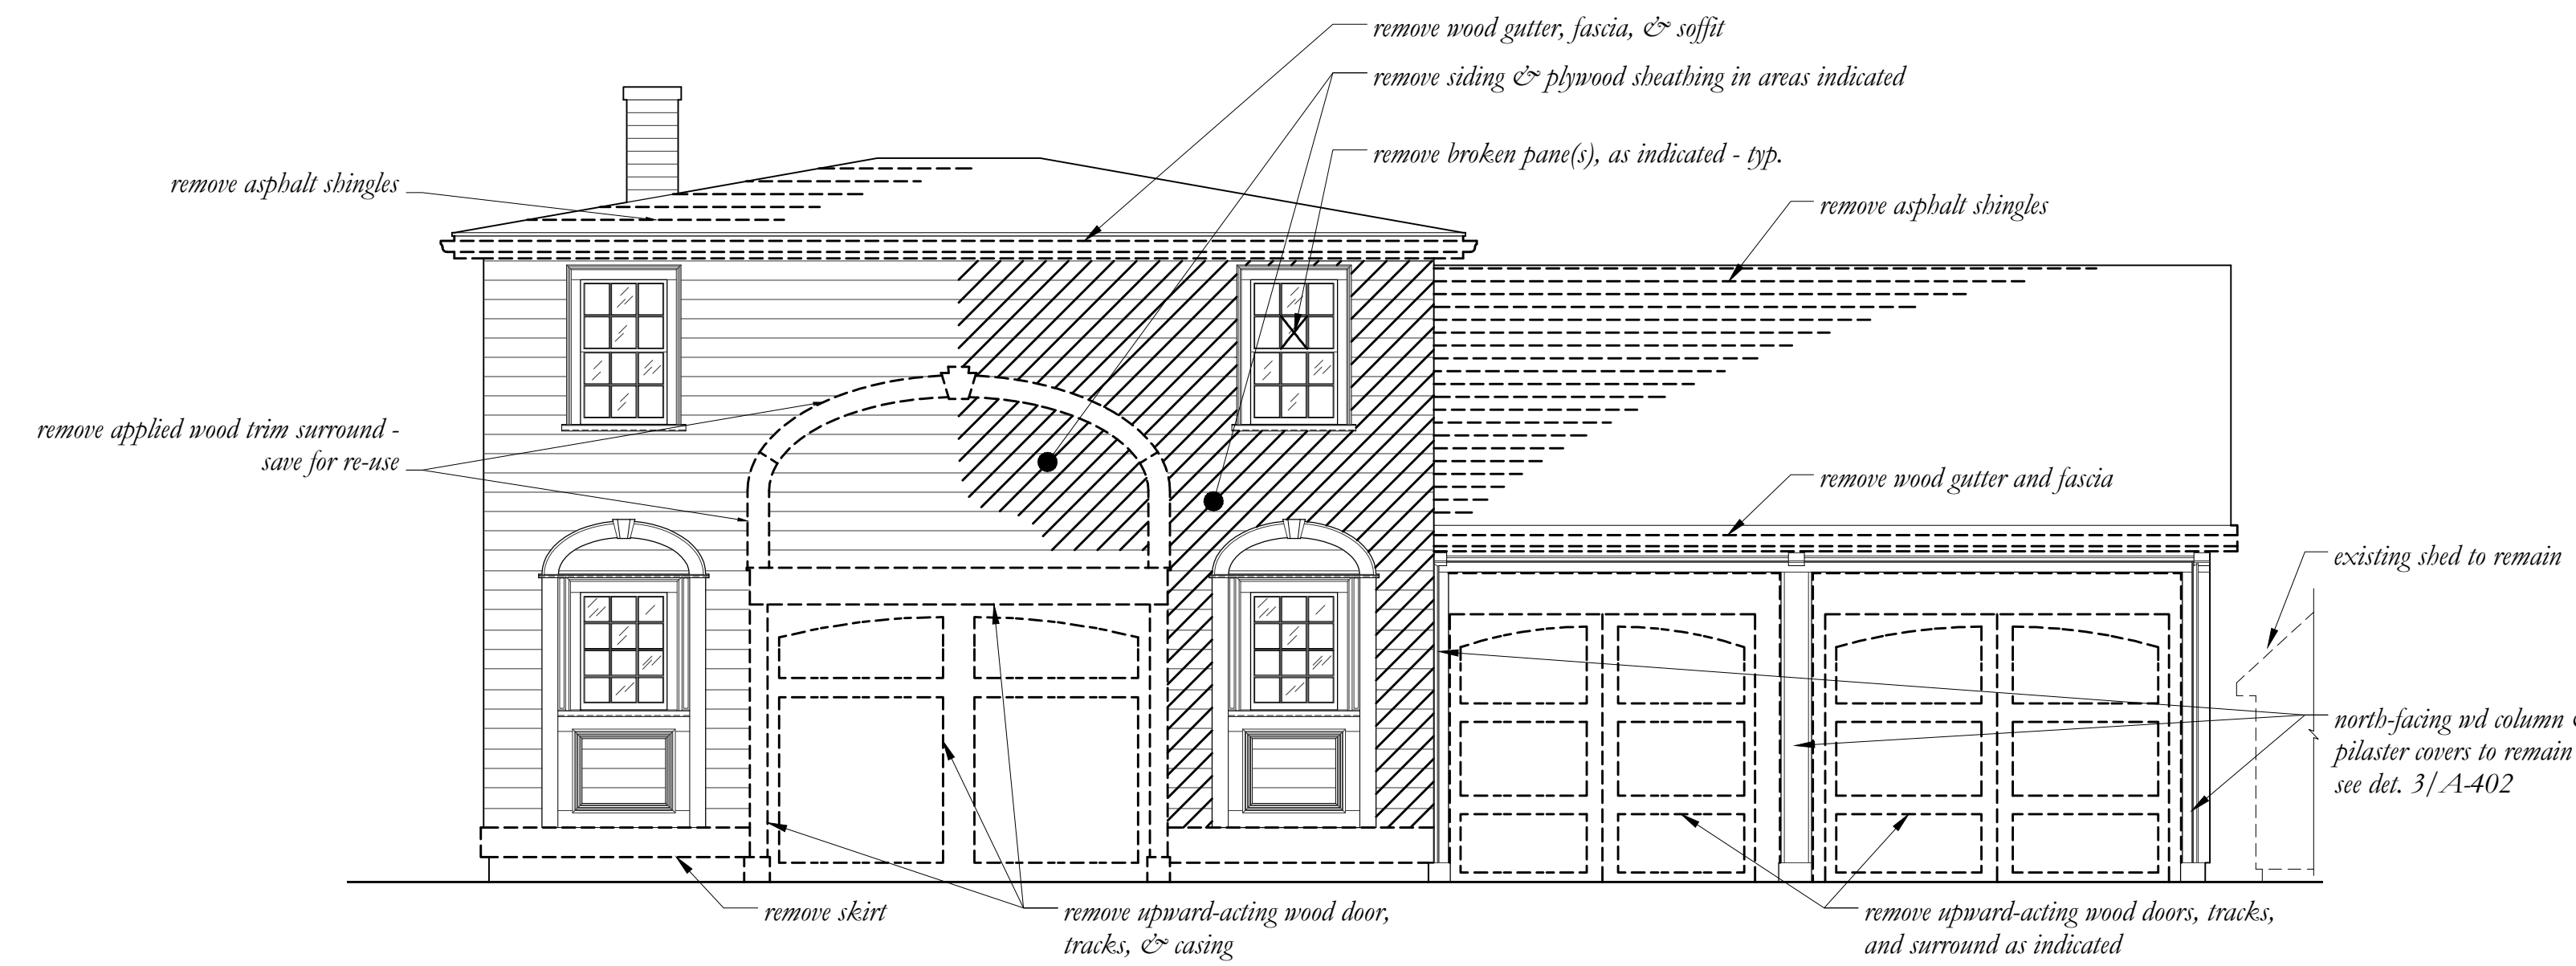 remove wood gutter, fascia, & soffit
remove siding & plywood sheathing in areas indicated
remove broken pane(s), as indicated - typ.
remove asphalt shingles
remove asphalt shingles
remove applied wood trim surround -
save for re-use
remove wood gutter and fascia
existing shed to remain
north-facing wd column
pilaster covers to remain
see det. 3/A-402
remove skirt
remove upward-acting wood door,
tracks, & casing
remove upward-acting wood doors, tracks,
and surround as indicated